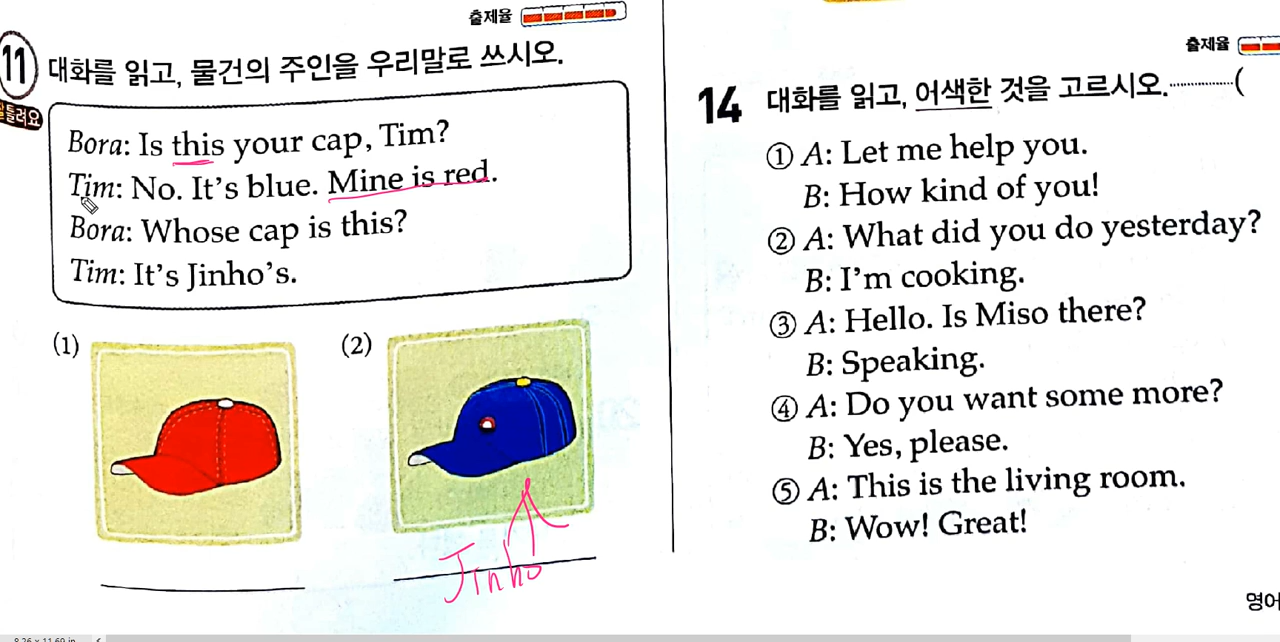 출제율
11 대화를 읽고, 물건의 주인을 우리말로 쓰시오.
틀려요
Bora: Is this your cap, Tim?
Tim: No. It's blue. Mine is red.
Bora: Whose cap is this?
Tim: It's Jinho's.
(1)
(2)
Jinho
출제율
14 대화를 읽고, 어색한 것을 고르시오. (
① A: Let me help you.
B: How kind of you!
② A: What did you do yesterday?
B: I'm cooking.
③ A: Hello. Is Miso there?
B: Speaking.
④ A: Do you want some more?
B: Yes, please.
⑤ A: This is the living room.
B: Wow! Great!
영어